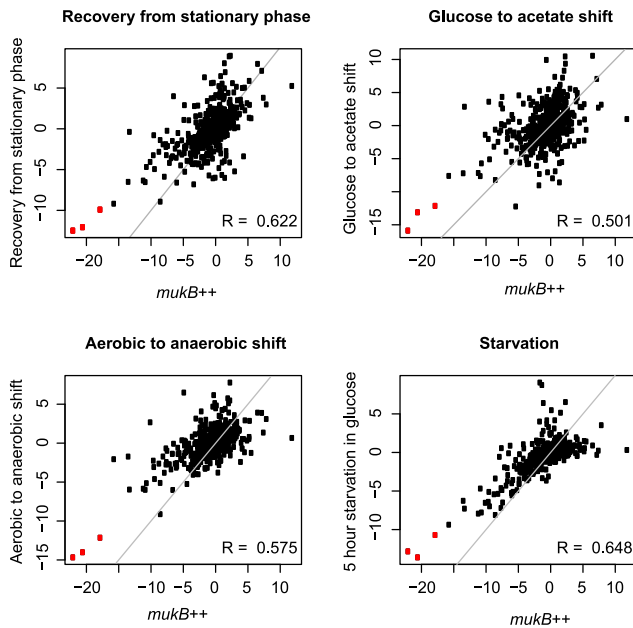 Recovery from stationary phase
Recovery from stationary phase
5
0
−5
−10
R = 0.622
−20
−10
−5
0
5
10
mukB++
Glucose to acetate shift
Glucose to acetate shift
10
5
0
−5
−15
R = 0.501
−20
−10
−5
0
5
10
mukB++
Aerobic to anaerobic shift
Aerobic to anaerobic shift
5
0
−5
−10
−15
R = 0.575
−20
−10
−5
0
5
10
mukB++
Starvation
5 hour starvation in glucose
5
0
−5
−10
R = 0.648
−20
−10
−5
0
5
10
mukB++